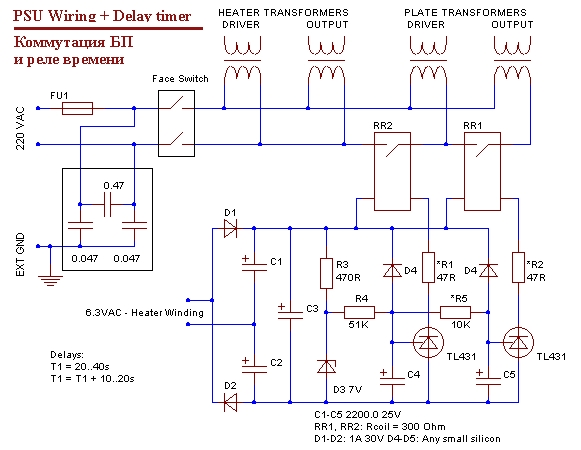 PSU Wiring + Delay timer
Коммутация БП
и реле времени
HEATER TRANSFORMERS
DRIVER OUTPUT
PLATE TRANSFORMERS
DRIVER OUTPUT
Face Switch
FU1
220 VAC
RR2
RR1
0.47
0.047
0.047
EXT GND
D1
C1
R3
470R
D4
*R1
47R
D4
*R2
47R
C3
R4
51K
*R5
10K
6.3VAC - Heater Winding
TL431
TL431
Delays:
T1 = 20..40s
T1 = T1 + 10..20s
C2
D3 7V
C4
C5
D2
C1-C5 2200.0 25V
RR1, RR2: Rcoil = 300 Ohm
D1-D2: 1A 30V D4-D5: Any small silicon